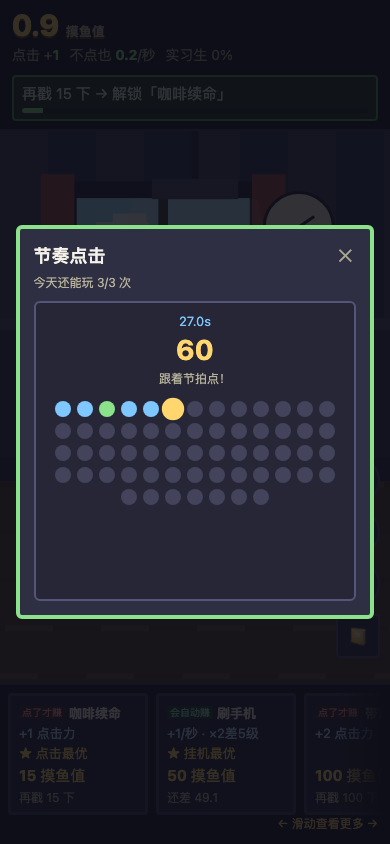 0.9 摸鱼值
点击 +1 不点也 0.2/秒 实习生 0%
再戳 15 下 → 解锁「咖啡续命」
节奏点击 ×
今天还能玩 3/3 次
27.0s
60
跟着节拍点!
点了才赚 咖啡续命
+1 点击力
★ 点击最优
15 摸鱼值
再戳 15 下
会自动赚 刷手机
+1/秒 · ×2差5级
★ 挂机最优
50 摸鱼值
还差 49.1
点了才赚
+2 点击力
100 摸鱼
再戳 100 下
← 滑动查看更多 →